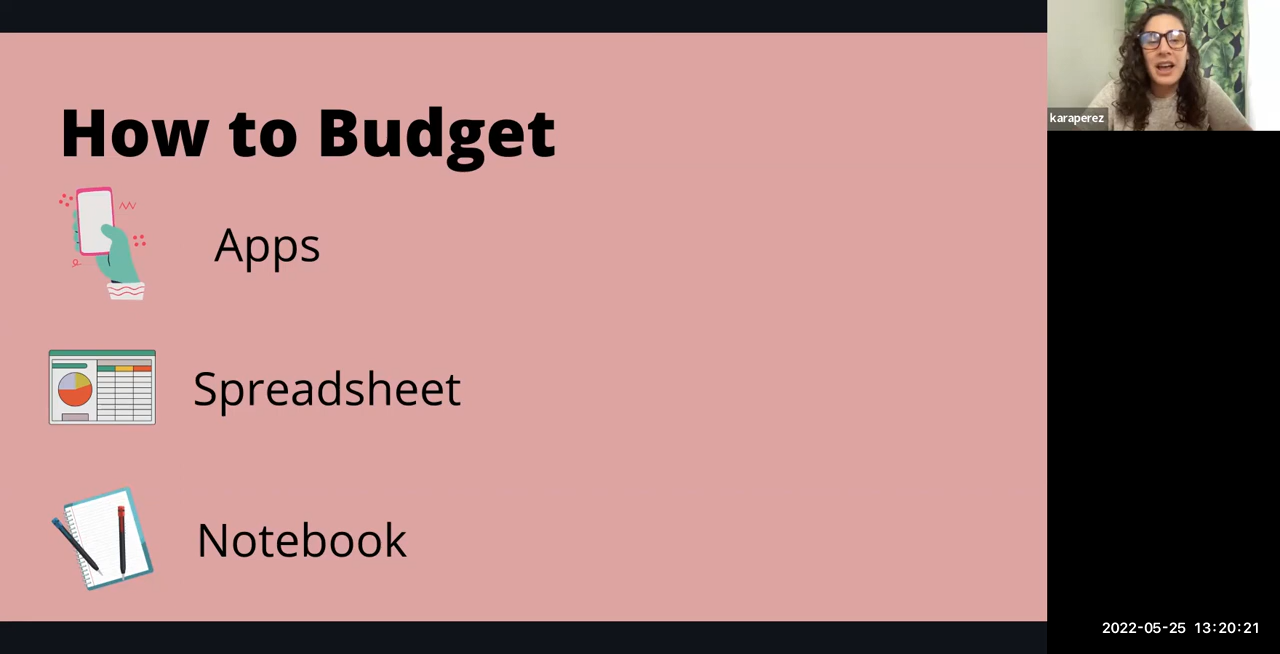 How to Budget
Apps
Spreadsheet
Notebook
karaperez
2022-05-25 13:20:21